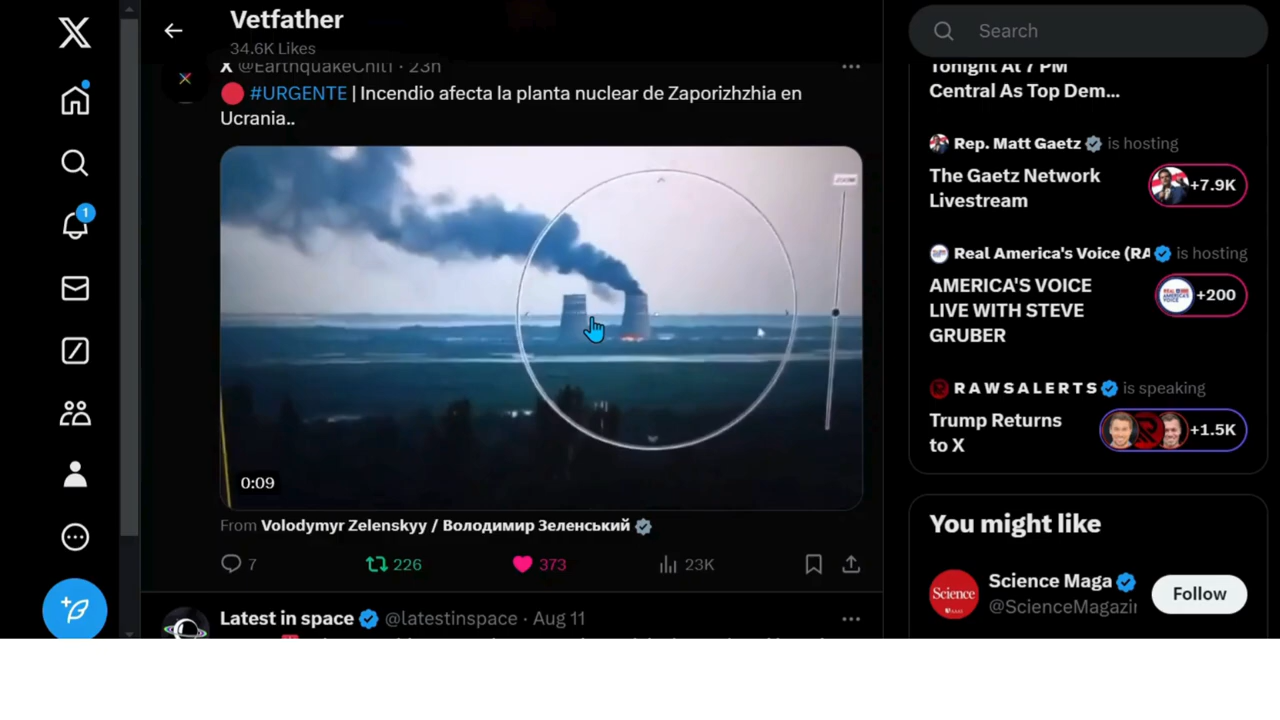 Vetfather
34.6K Likes
· 23h
#URGENTE | Incendio afecta la planta nuclear de Zaporizhzhia en
Ucrania..
0:09
From Volodymyr Zelenskyy / Володимир Зеленський
7
226
373
23K
Latest in space @latestinspace · Aug 11
Search
Tonight At 7 PM
Central As Top Dem...
Rep. Matt Gaetz is hosting
The Gaetz Network
Livestream
+7.9K
Real America's Voice (RA is hosting
AMERICA'S VOICE
LIVE WITH STEVE
GRUBER
+200
RAWSALERTS is speaking
Trump Returns
to X
+1.5K
You might like
Science Maga
@ScienceMagazin
Follow
Science
1